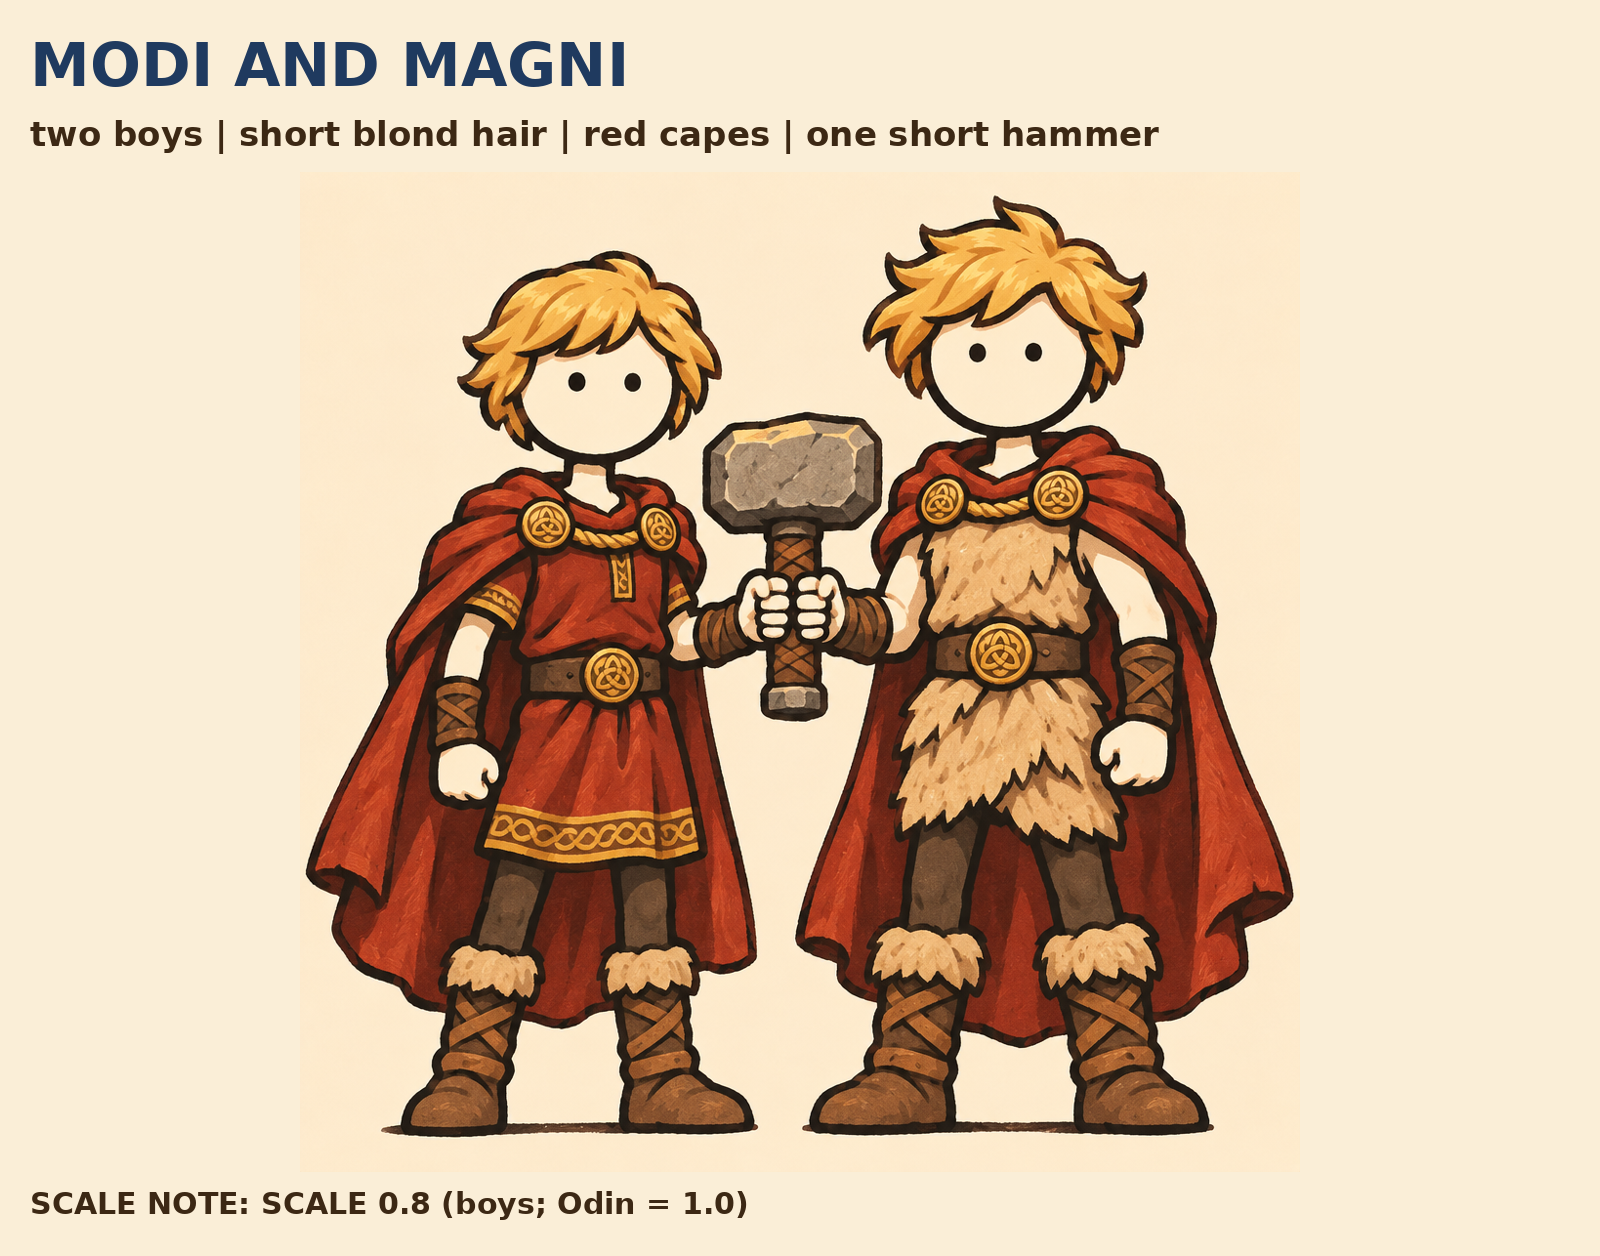 MODI AND MAGNI
two boys | short blond hair | red capes | one short hammer
SCALE NOTE: SCALE 0.8 (boys; Odin = 1.0)